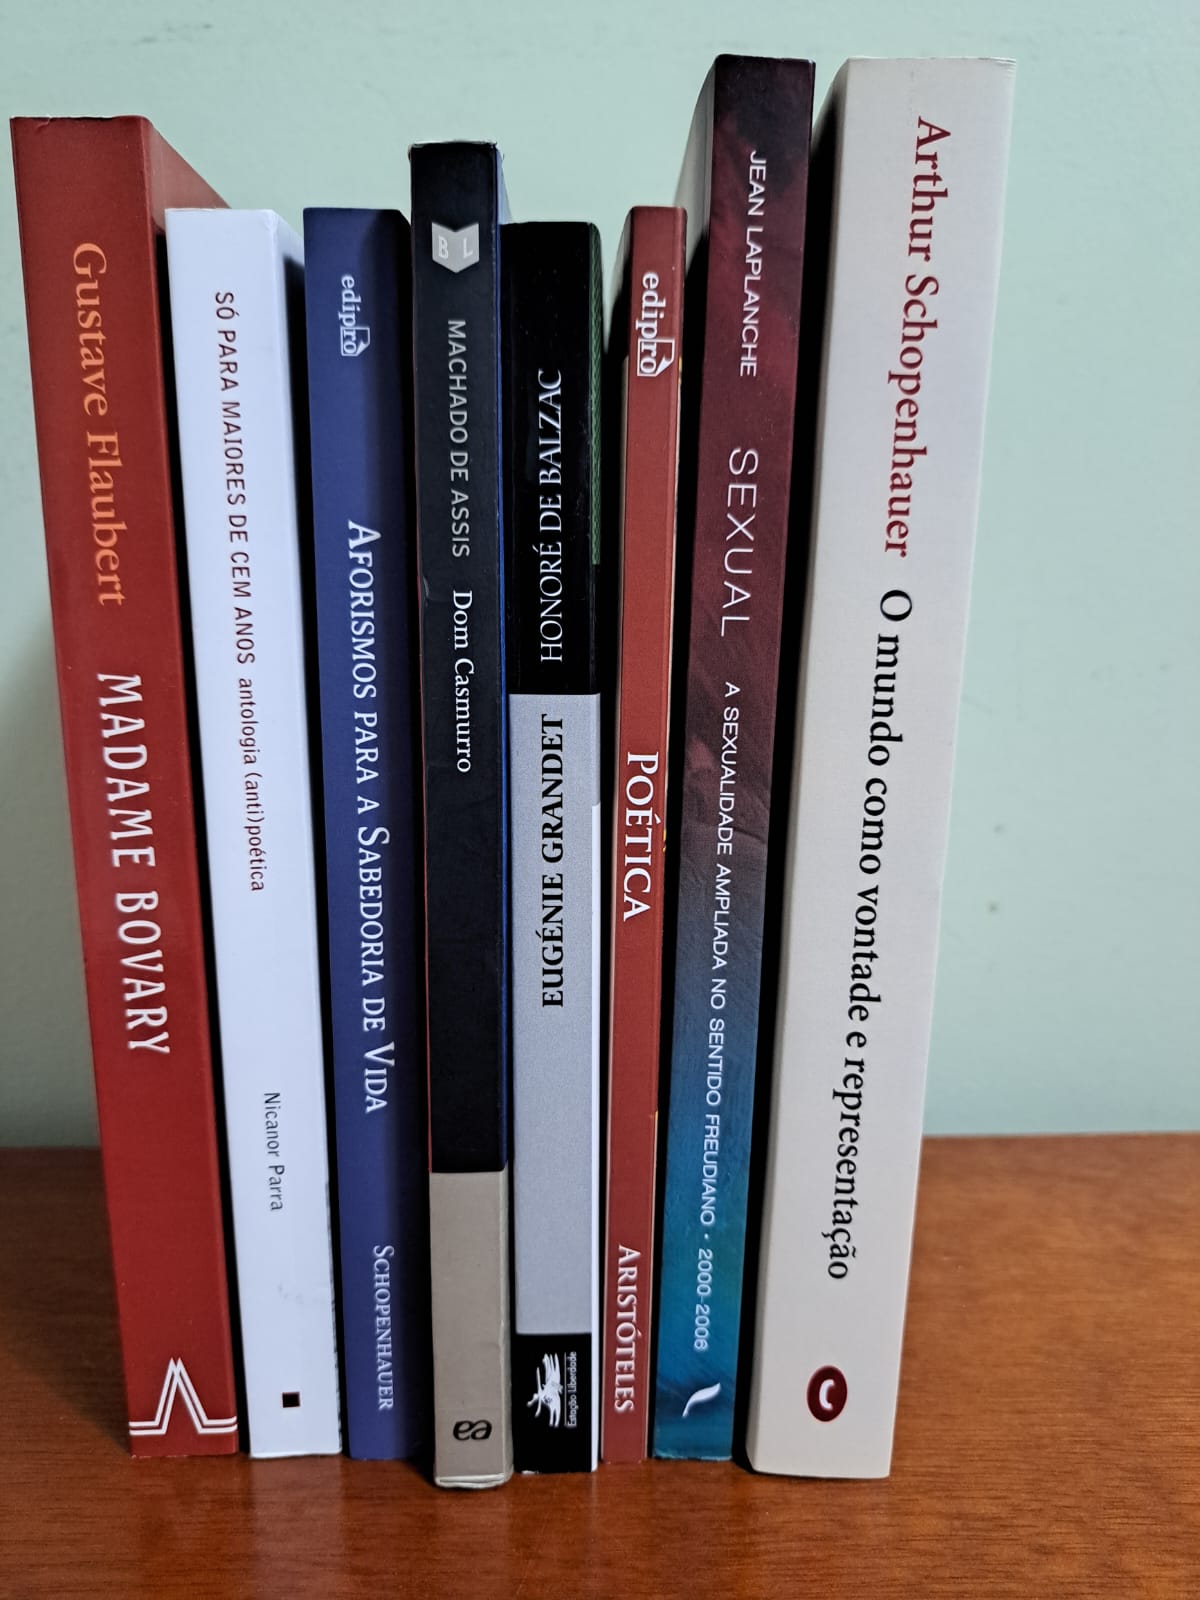 Gustave Flaubert MADAME BOVARY
SÓ PARA MAIORES DE CEM ANOS antologia (anti)poética Nicanor Parra
edipro AFORISMOS PARA A SABEDORIA DE VIDA SCHOPENHAUER
MACHADO DE ASSIS Dom Casmurro
HONORÉ DE BALZAC EUGÉNIE GRANDET Estação Liberdade
edipro POÉTICA ARISTÓTELES
JEAN LAPLANCHE SEXUAL A SEXUALIDADE AMPLIADA NO SENTIDO FREUDIANO • 2000-2006
Arthur Schopenhauer O mundo como vontade e representação